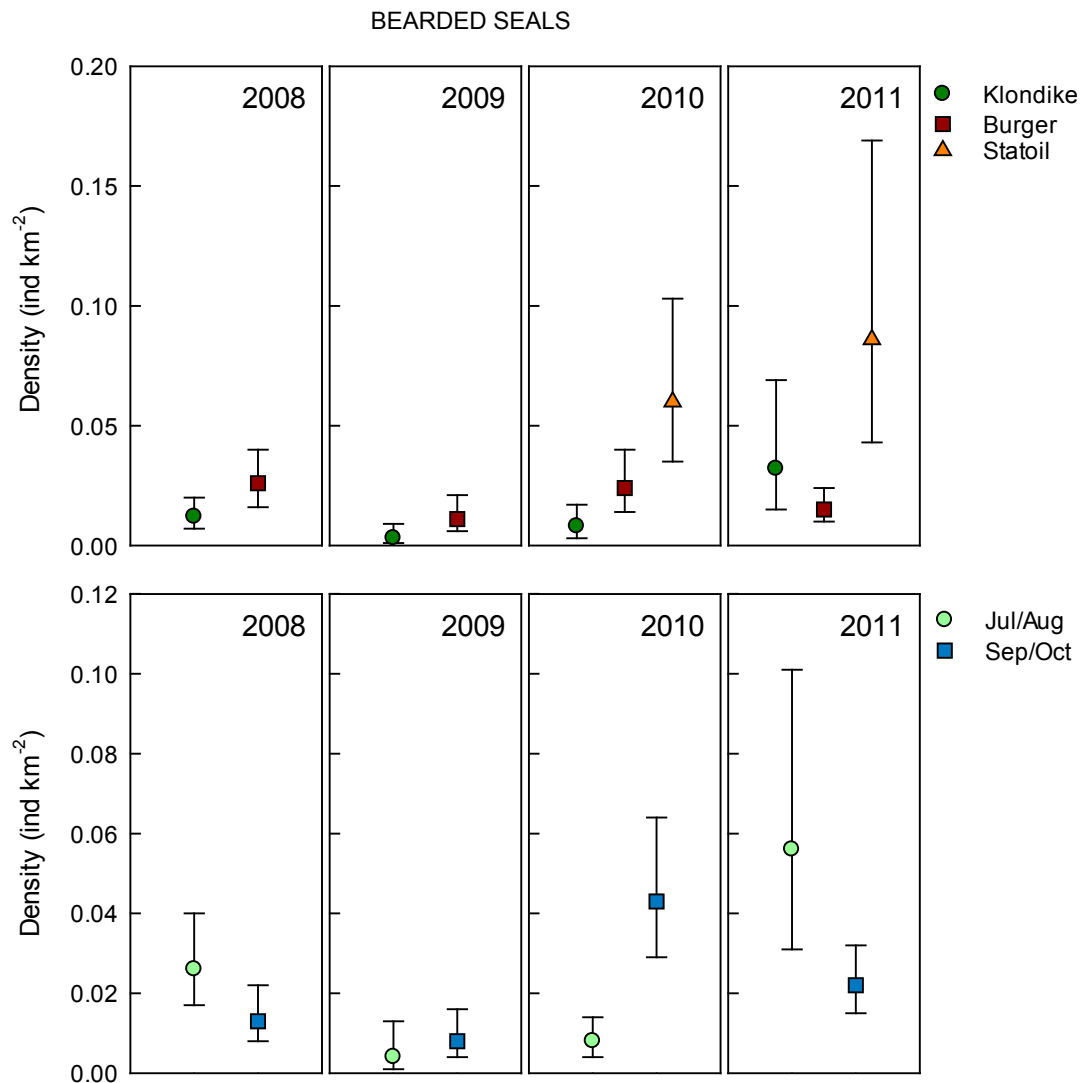 BEARDED SEALS
0.20
0.15
0.10
0.05
0.00
Density (ind km⁻²)
2008
2009
2010
2011
Klondike
Burger
Statoil
0.12
0.10
0.08
0.06
0.04
0.02
0.00
Density (ind km⁻²)
2008
2009
2010
2011
Jul/Aug
Sep/Oct